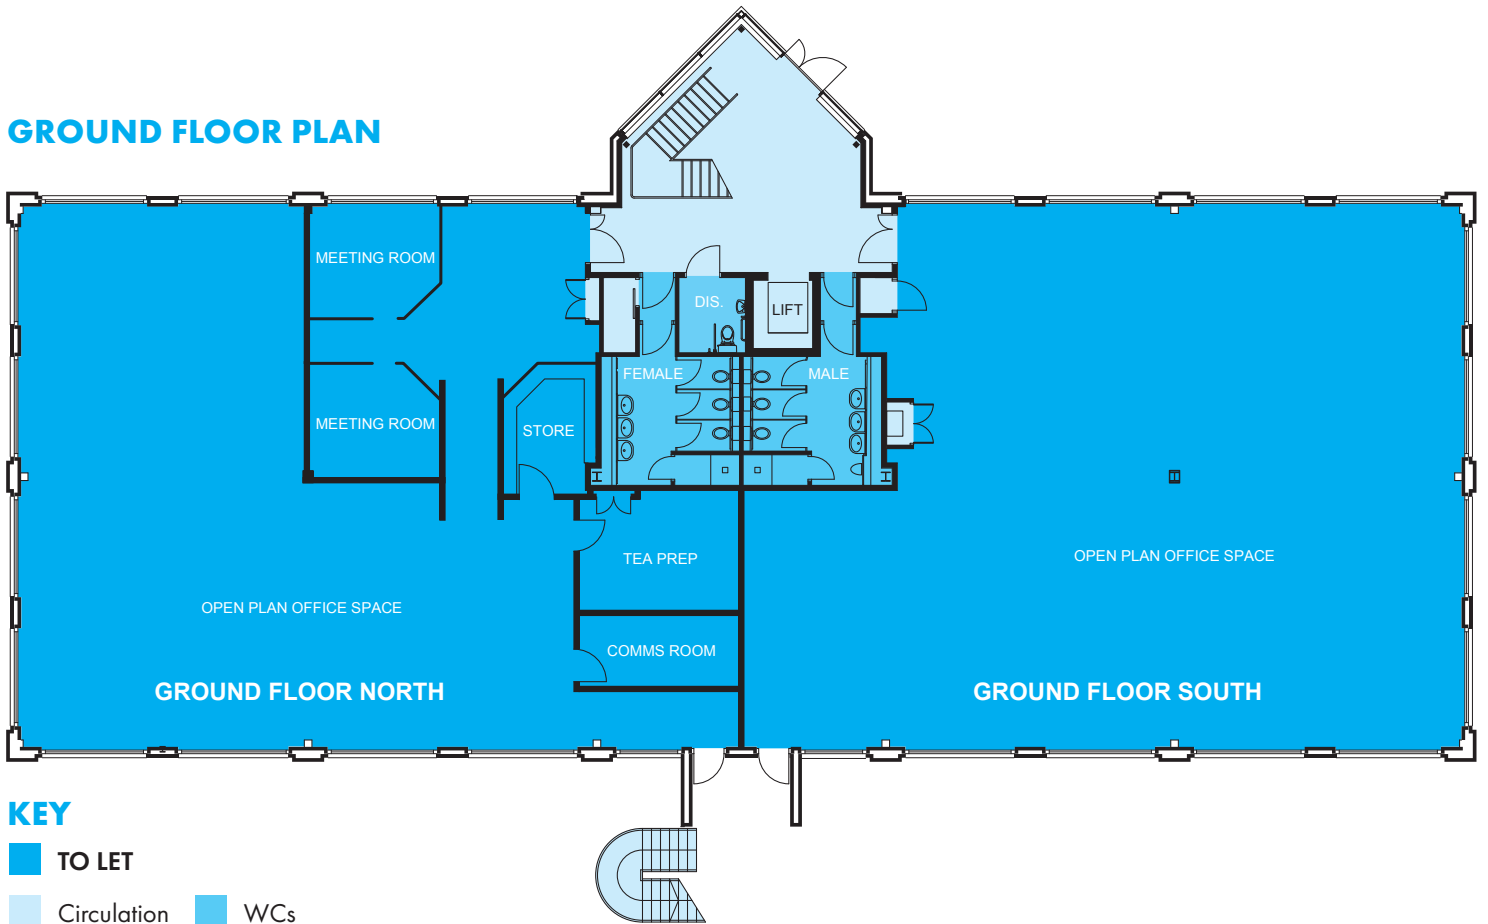 GROUND FLOOR PLAN
MEETING ROOM
DIS.
LIFT
FEMALE
MALE
MEETING ROOM
STORE
TEA PREP
OPEN PLAN OFFICE SPACE
OPEN PLAN OFFICE SPACE
COMMS ROOM
GROUND FLOOR NORTH
GROUND FLOOR SOUTH
KEY
TO LET
Circulation
WCs